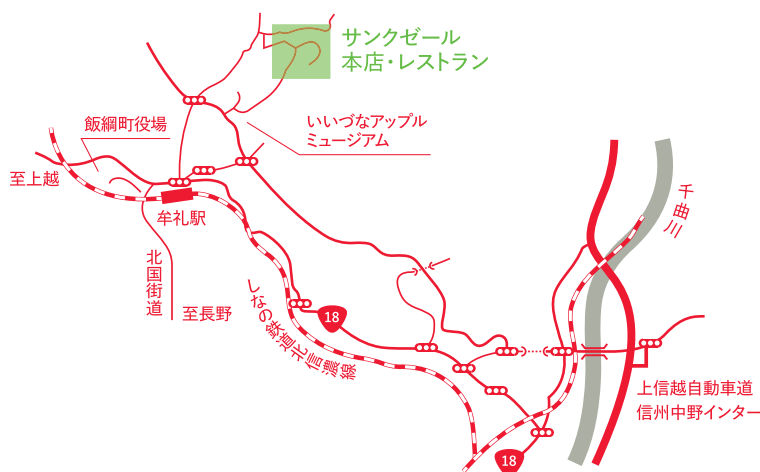 サンクゼール
本店・レストラン
いいづなアップル
ミュージアム
飯綱町役場
至上越
牟礼駅
北国街道
至長野
しなの鉄道北信濃線
18
千曲川
上信越自動車道
信州中野インター
18